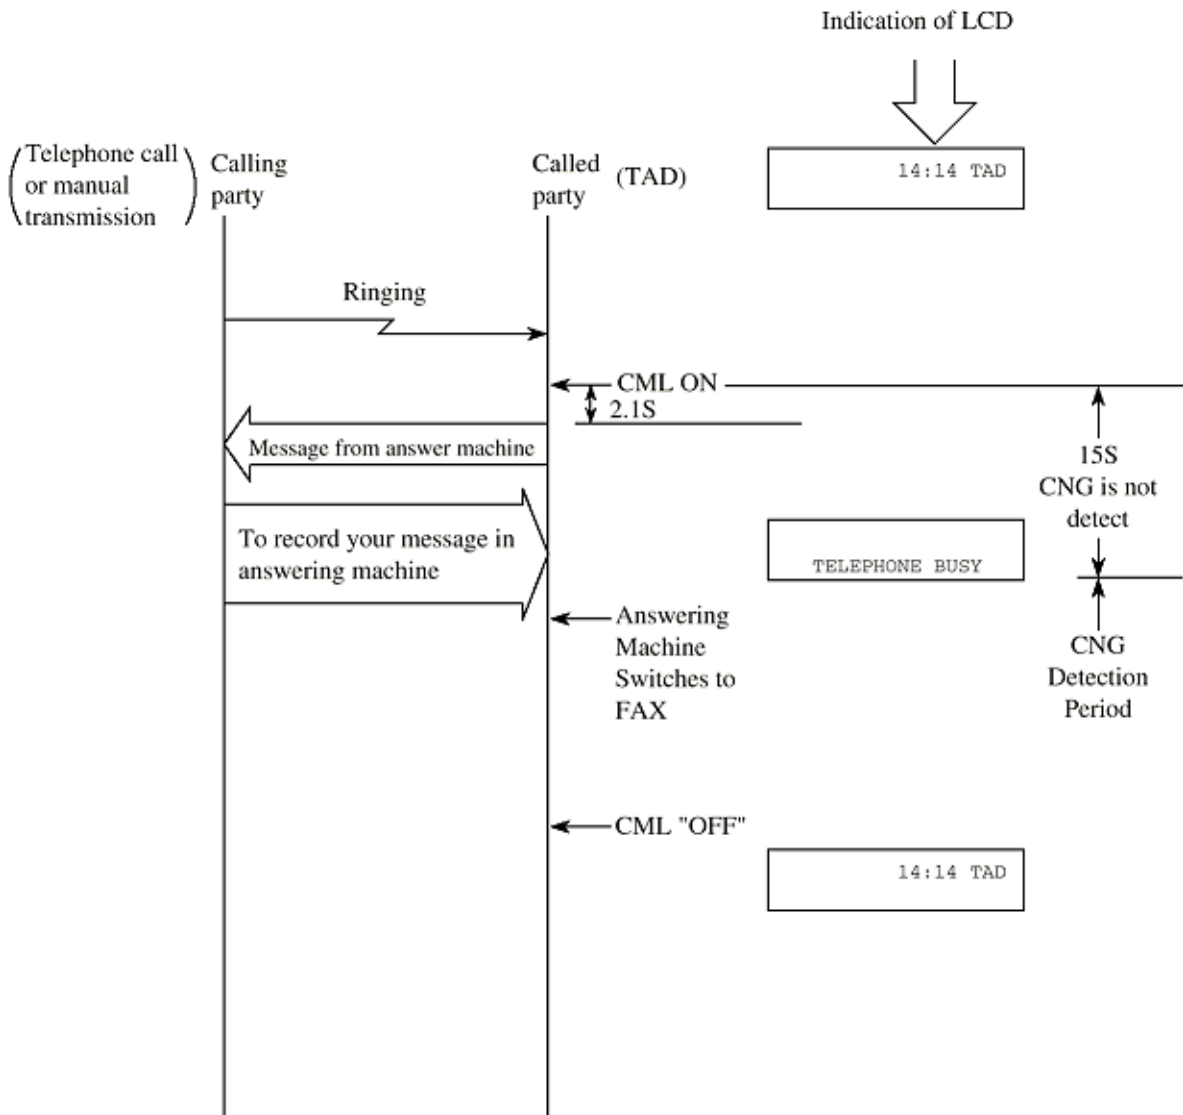 Indication of LCD
Telephone call
or manual
transmission
Calling
party
Called
party
(TAD)
14:14 TAD
Ringing
CML ON
2.1S
Message from answer machine
15S
CNG is not
detect
To record your message in
answering machine
TELEPHONE BUSY
Answering
Machine
Switches to
FAX
CNG
Detection
Period
CML "OFF"
14:14 TAD